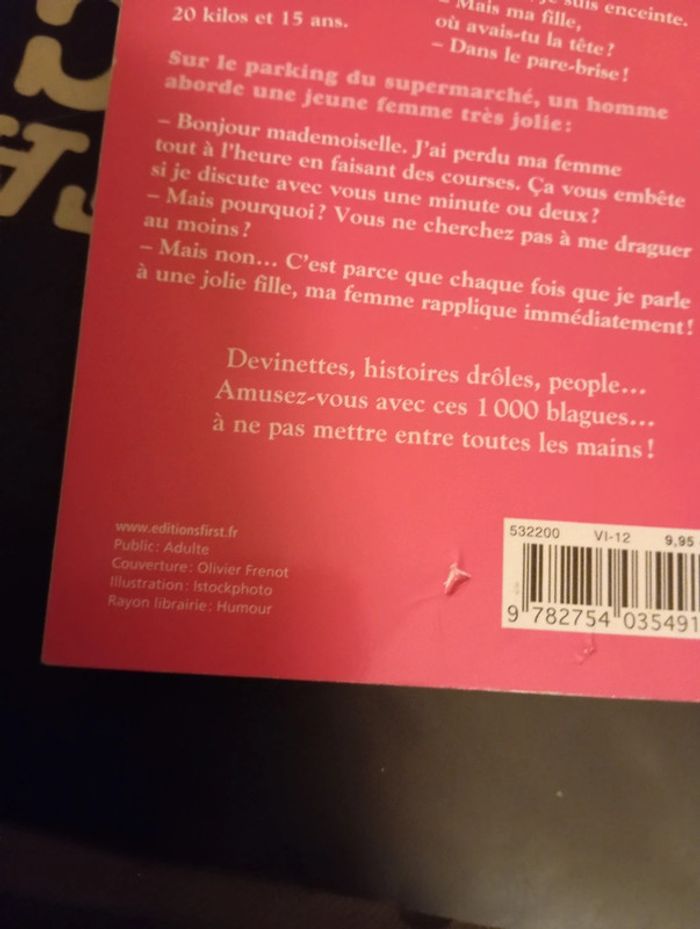 20 kilos et 15 ans.
suis enceinte.
– Mais ma fille,
où avais-tu la tête ?
– Dans le pare-brise !
Sur le parking du supermarché, un homme
aborde une jeune femme très jolie :
– Bonjour mademoiselle. J'ai perdu ma femme
tout à l'heure en faisant des courses. Ça vous embête
si je discute avec vous une minute ou deux ?
– Mais pourquoi ? Vous ne cherchez pas à me draguer
au moins ?
– Mais non... C'est parce que chaque fois que je parle
à une jolie fille, ma femme rapplique immédiatement !
Devinettes, histoires drôles, people...
Amusez-vous avec ces 1 000 blagues...
à ne pas mettre entre toutes les mains !
www.editionsfirst.fr
Public : Adulte
Couverture : Olivier Frenot
Illustration : Istockphoto
Rayon librairie : Humour
532200 VI-12 9,95
9 782754 035491